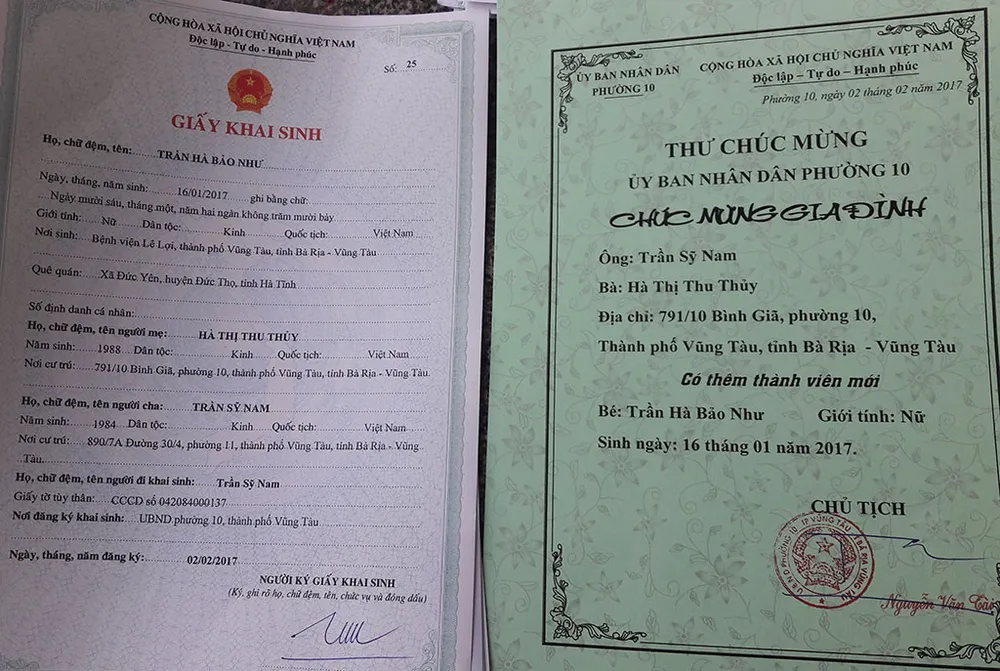 CỘNG HÒA XÃ HỘI CHỦ NGHĨA VIỆT NAM
Độc lập - Tự do - Hạnh phúc
Số: 25
GIẤY KHAI SINH
Họ, chữ đệm, tên: TRẦN HÀ BẢO NHƯ
Ngày, tháng, năm sinh: 16/01/2017 ghi bằng chữ:
Ngày mười sáu, tháng một, năm hai ngàn không trăm mười bảy
Giới tính: Nữ Dân tộc: Kinh Quốc tịch: Việt Nam
Nơi sinh: Bệnh viện Lê Lợi, thành phố Vũng Tàu, tỉnh Bà Rịa - Vũng Tàu
Quê quán: Xã Đức Yên, huyện Đức Thọ, tỉnh Hà Tĩnh
Số định danh cá nhân:
Họ, chữ đệm, tên người mẹ: HÀ THỊ THU THỦY
Năm sinh: 1988 Dân tộc: Kinh Quốc tịch: Việt Nam
Nơi cư trú: 791/10 Bình Giã, phường 10, thành phố Vũng Tàu, tỉnh Bà Rịa - Vũng Tàu.
Họ, chữ đệm, tên người cha: TRẦN SỸ NAM
Năm sinh: 1984 Dân tộc: Kinh Quốc tịch: Việt Nam
Nơi cư trú: 890/7A Đường 30/4, phường 11, thành phố Vũng Tàu, tỉnh Bà Rịa - Vũng
Tàu.
Họ, chữ đệm, tên người đi khai sinh: Trần Sỹ Nam
Giấy tờ tùy thân: CCCD số 042084000137
Nơi đăng ký khai sinh: UBND phường 10, thành phố Vũng Tàu
Ngày, tháng, năm đăng ký: 02/02/2017
NGƯỜI KÝ GIẤY KHAI SINH
(Ký, ghi rõ họ, chữ đệm, tên, chức vụ và đóng dấu)
ỦY BAN NHÂN DÂN
PHƯỜNG 10
CỘNG HÒA XÃ HỘI CHỦ NGHĨA VIỆT NAM
Độc lập – Tự do – Hạnh phúc
Phường 10, ngày 02 tháng 02 năm 2017
THƯ CHÚC MỪNG
ỦY BAN NHÂN DÂN PHƯỜNG 10
CHÚC MỪNG GIA ĐÌNH
Ông: Trần Sỹ Nam
Bà: Hà Thị Thu Thủy
Địa chỉ: 791/10 Bình Giã, phường 10,
Thành phố Vũng Tàu, tỉnh Bà Rịa - Vũng Tàu
Có thêm thành viên mới
Bé: Trần Hà Bảo Như Giới tính: Nữ
Sinh ngày: 16 tháng 01 năm 2017.
CHỦ TỊCH
U.B.N.D PHƯỜNG 10 T.P VŨNG TÀU T. BÀ RỊA VŨNG TÀU
Nguyễn Văn Tài